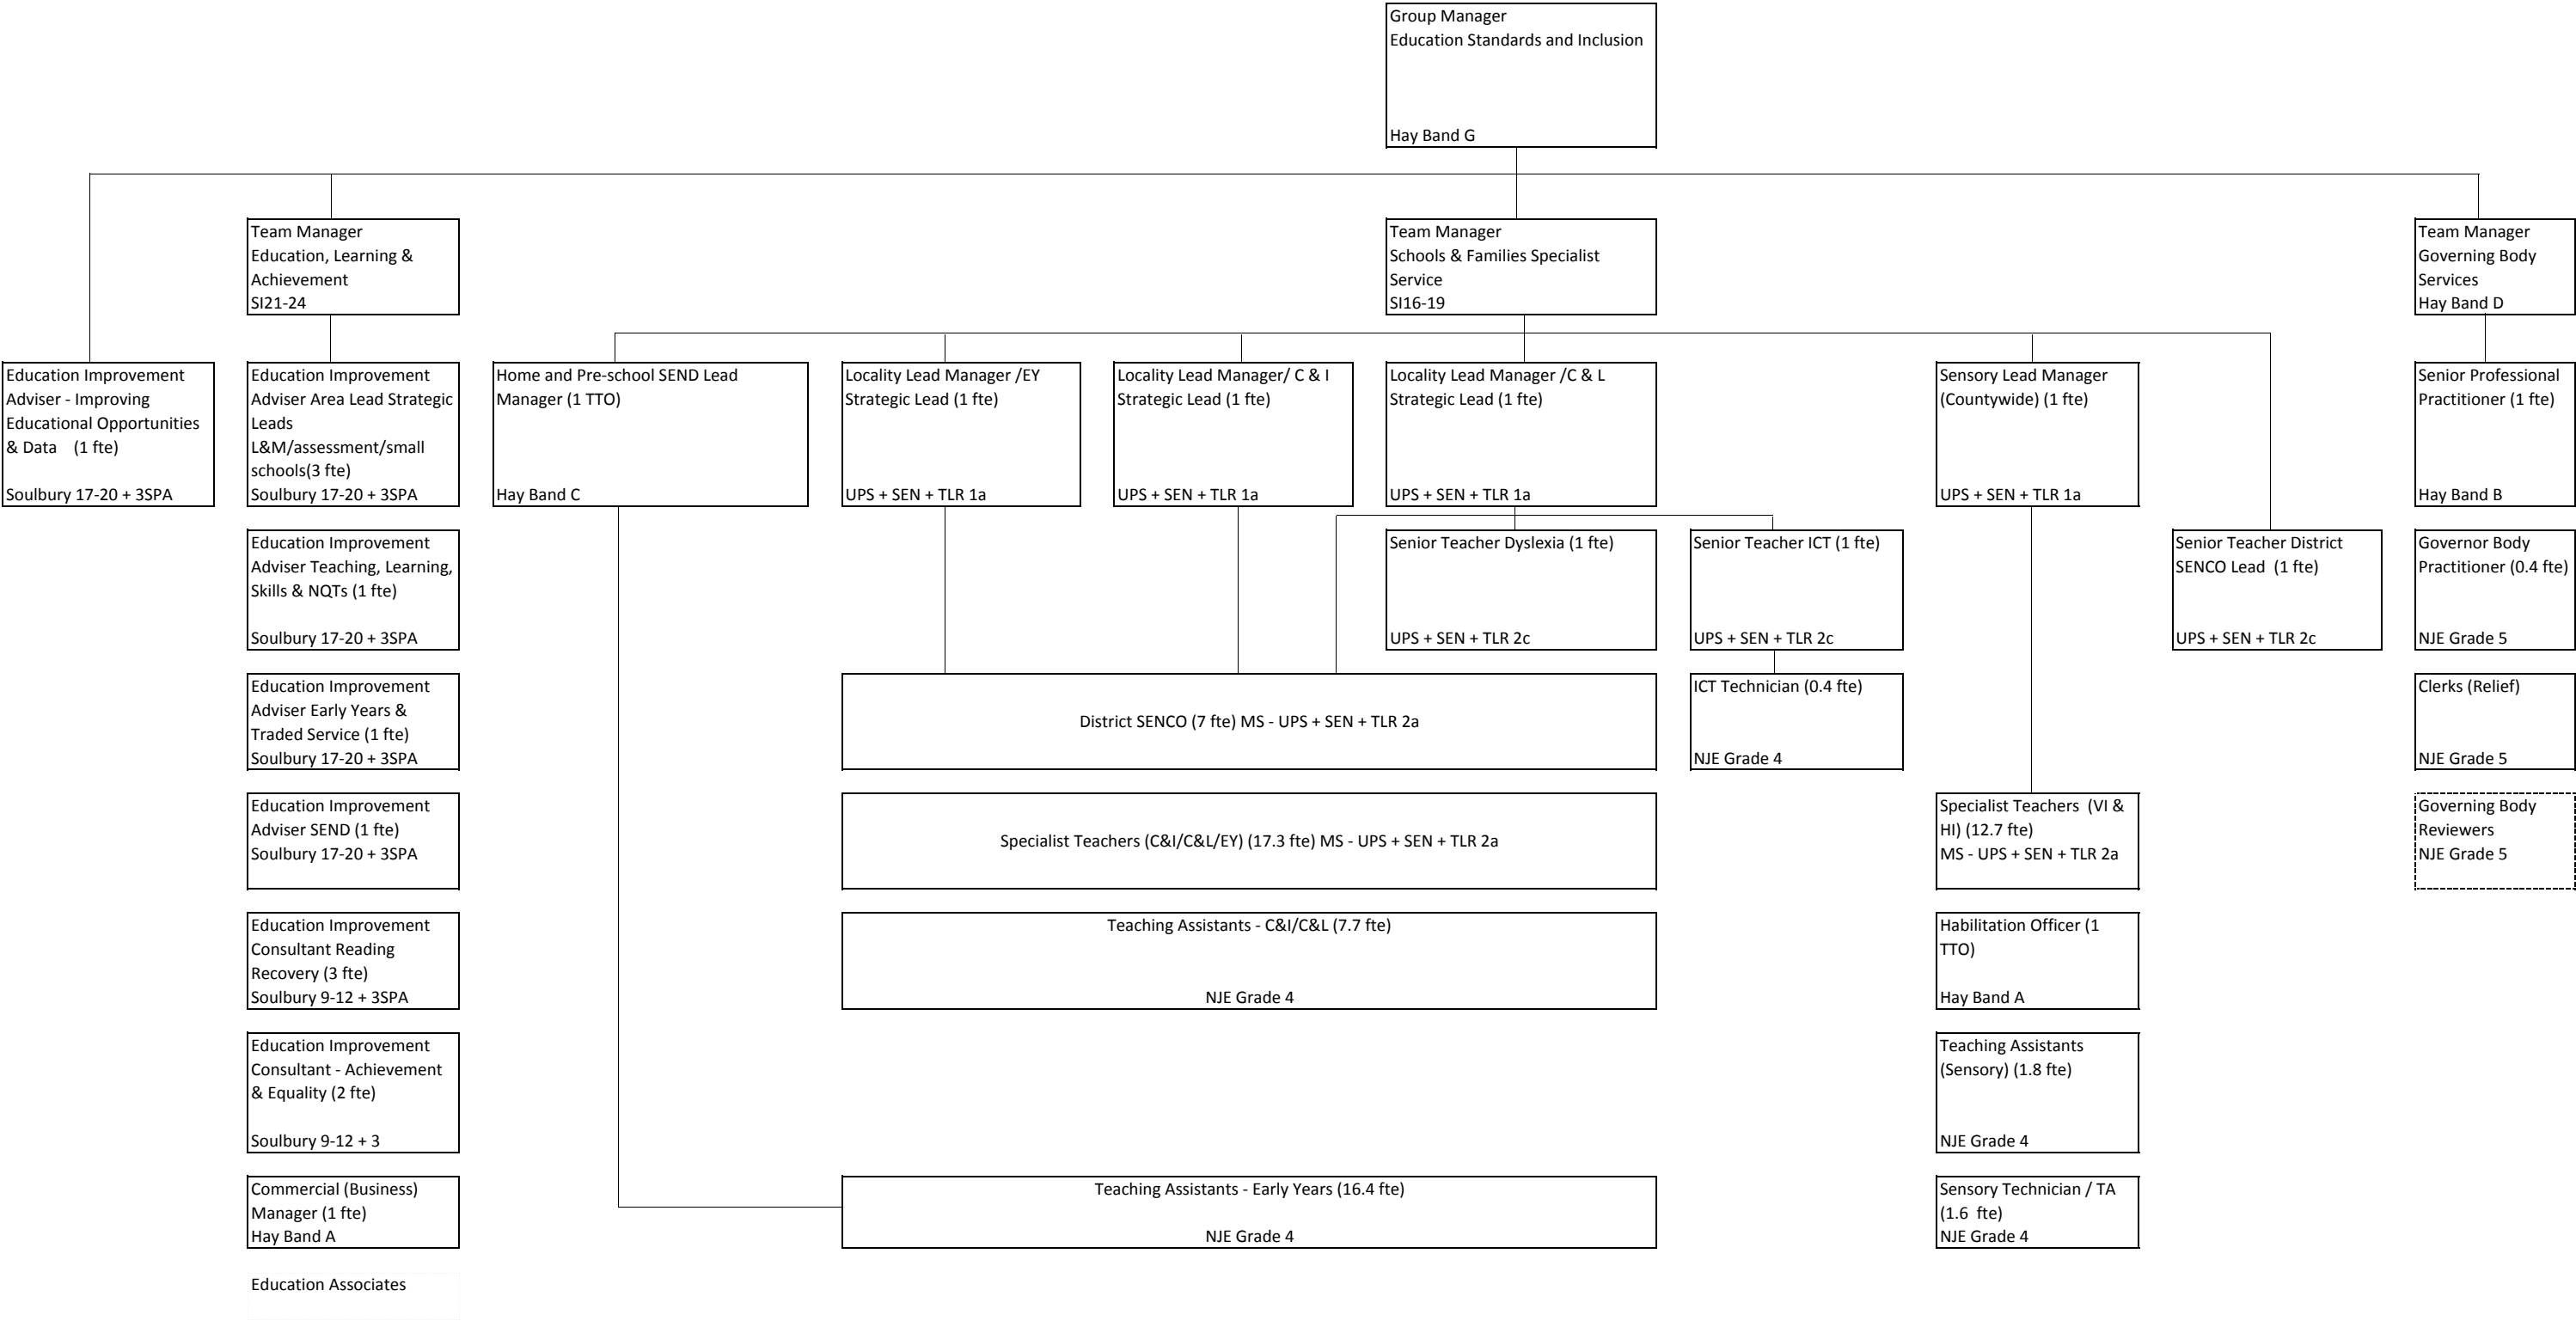 Group Manager
Education Standards and Inclusion
Hay Band G
Team Manager
Education, Learning &
Achievement
SI21-24
Team Manager
Schools & Families Specialist
Service
SI16-19
Team Manager
Governing Body
Services
Hay Band D
Education Improvement
Adviser - Improving
Educational Opportunities
& Data (1 fte)
Soulbury 17-20 + 3SPA
Education Improvement
Adviser Area Lead Strategic
Leads
L&M/assessment/small
schools(3 fte)
Soulbury 17-20 + 3SPA
Home and Pre-school SEND Lead
Manager (1 TTO)
Hay Band C
Locality Lead Manager /EY
Strategic Lead (1 fte)
UPS + SEN + TLR 1a
Locality Lead Manager/ C & I
Strategic Lead (1 fte)
UPS + SEN + TLR 1a
Locality Lead Manager /C & L
Strategic Lead (1 fte)
UPS + SEN + TLR 1a
Sensory Lead Manager
(Countywide) (1 fte)
UPS + SEN + TLR 1a
Senior Professional
Practitioner (1 fte)
Hay Band B
Education Improvement
Adviser Teaching, Learning,
Skills & NQTs (1 fte)
Soulbury 17-20 + 3SPA
Senior Teacher Dyslexia (1 fte)
UPS + SEN + TLR 2c
Senior Teacher ICT (1 fte)
UPS + SEN + TLR 2c
Senior Teacher District
SENCO Lead (1 fte)
UPS + SEN + TLR 2c
Governor Body
Practitioner (0.4 fte)
NJE Grade 5
Education Improvement
Adviser Early Years &
Traded Service (1 fte)
Soulbury 17-20 + 3SPA
District SENCO (7 fte) MS - UPS + SEN + TLR 2a
ICT Technician (0.4 fte)
NJE Grade 4
Clerks (Relief)
NJE Grade 5
Education Improvement
Adviser SEND (1 fte)
Soulbury 17-20 + 3SPA
Specialist Teachers (C&I/C&L/EY) (17.3 fte) MS - UPS + SEN + TLR 2a
Specialist Teachers (VI &
HI) (12.7 fte)
MS - UPS + SEN + TLR 2a
Governing Body
Reviewers
NJE Grade 5
Education Improvement
Consultant Reading
Recovery (3 fte)
Soulbury 9-12 + 3SPA
Teaching Assistants - C&I/C&L (7.7 fte)
NJE Grade 4
Habilitation Officer (1
TTO)
Hay Band A
Education Improvement
Consultant - Achievement
& Equality (2 fte)
Soulbury 9-12 + 3
Teaching Assistants
(Sensory) (1.8 fte)
NJE Grade 4
Commercial (Business)
Manager (1 fte)
Hay Band A
Teaching Assistants - Early Years (16.4 fte)
NJE Grade 4
Sensory Technician / TA
(1.6 fte)
NJE Grade 4
Education Associates